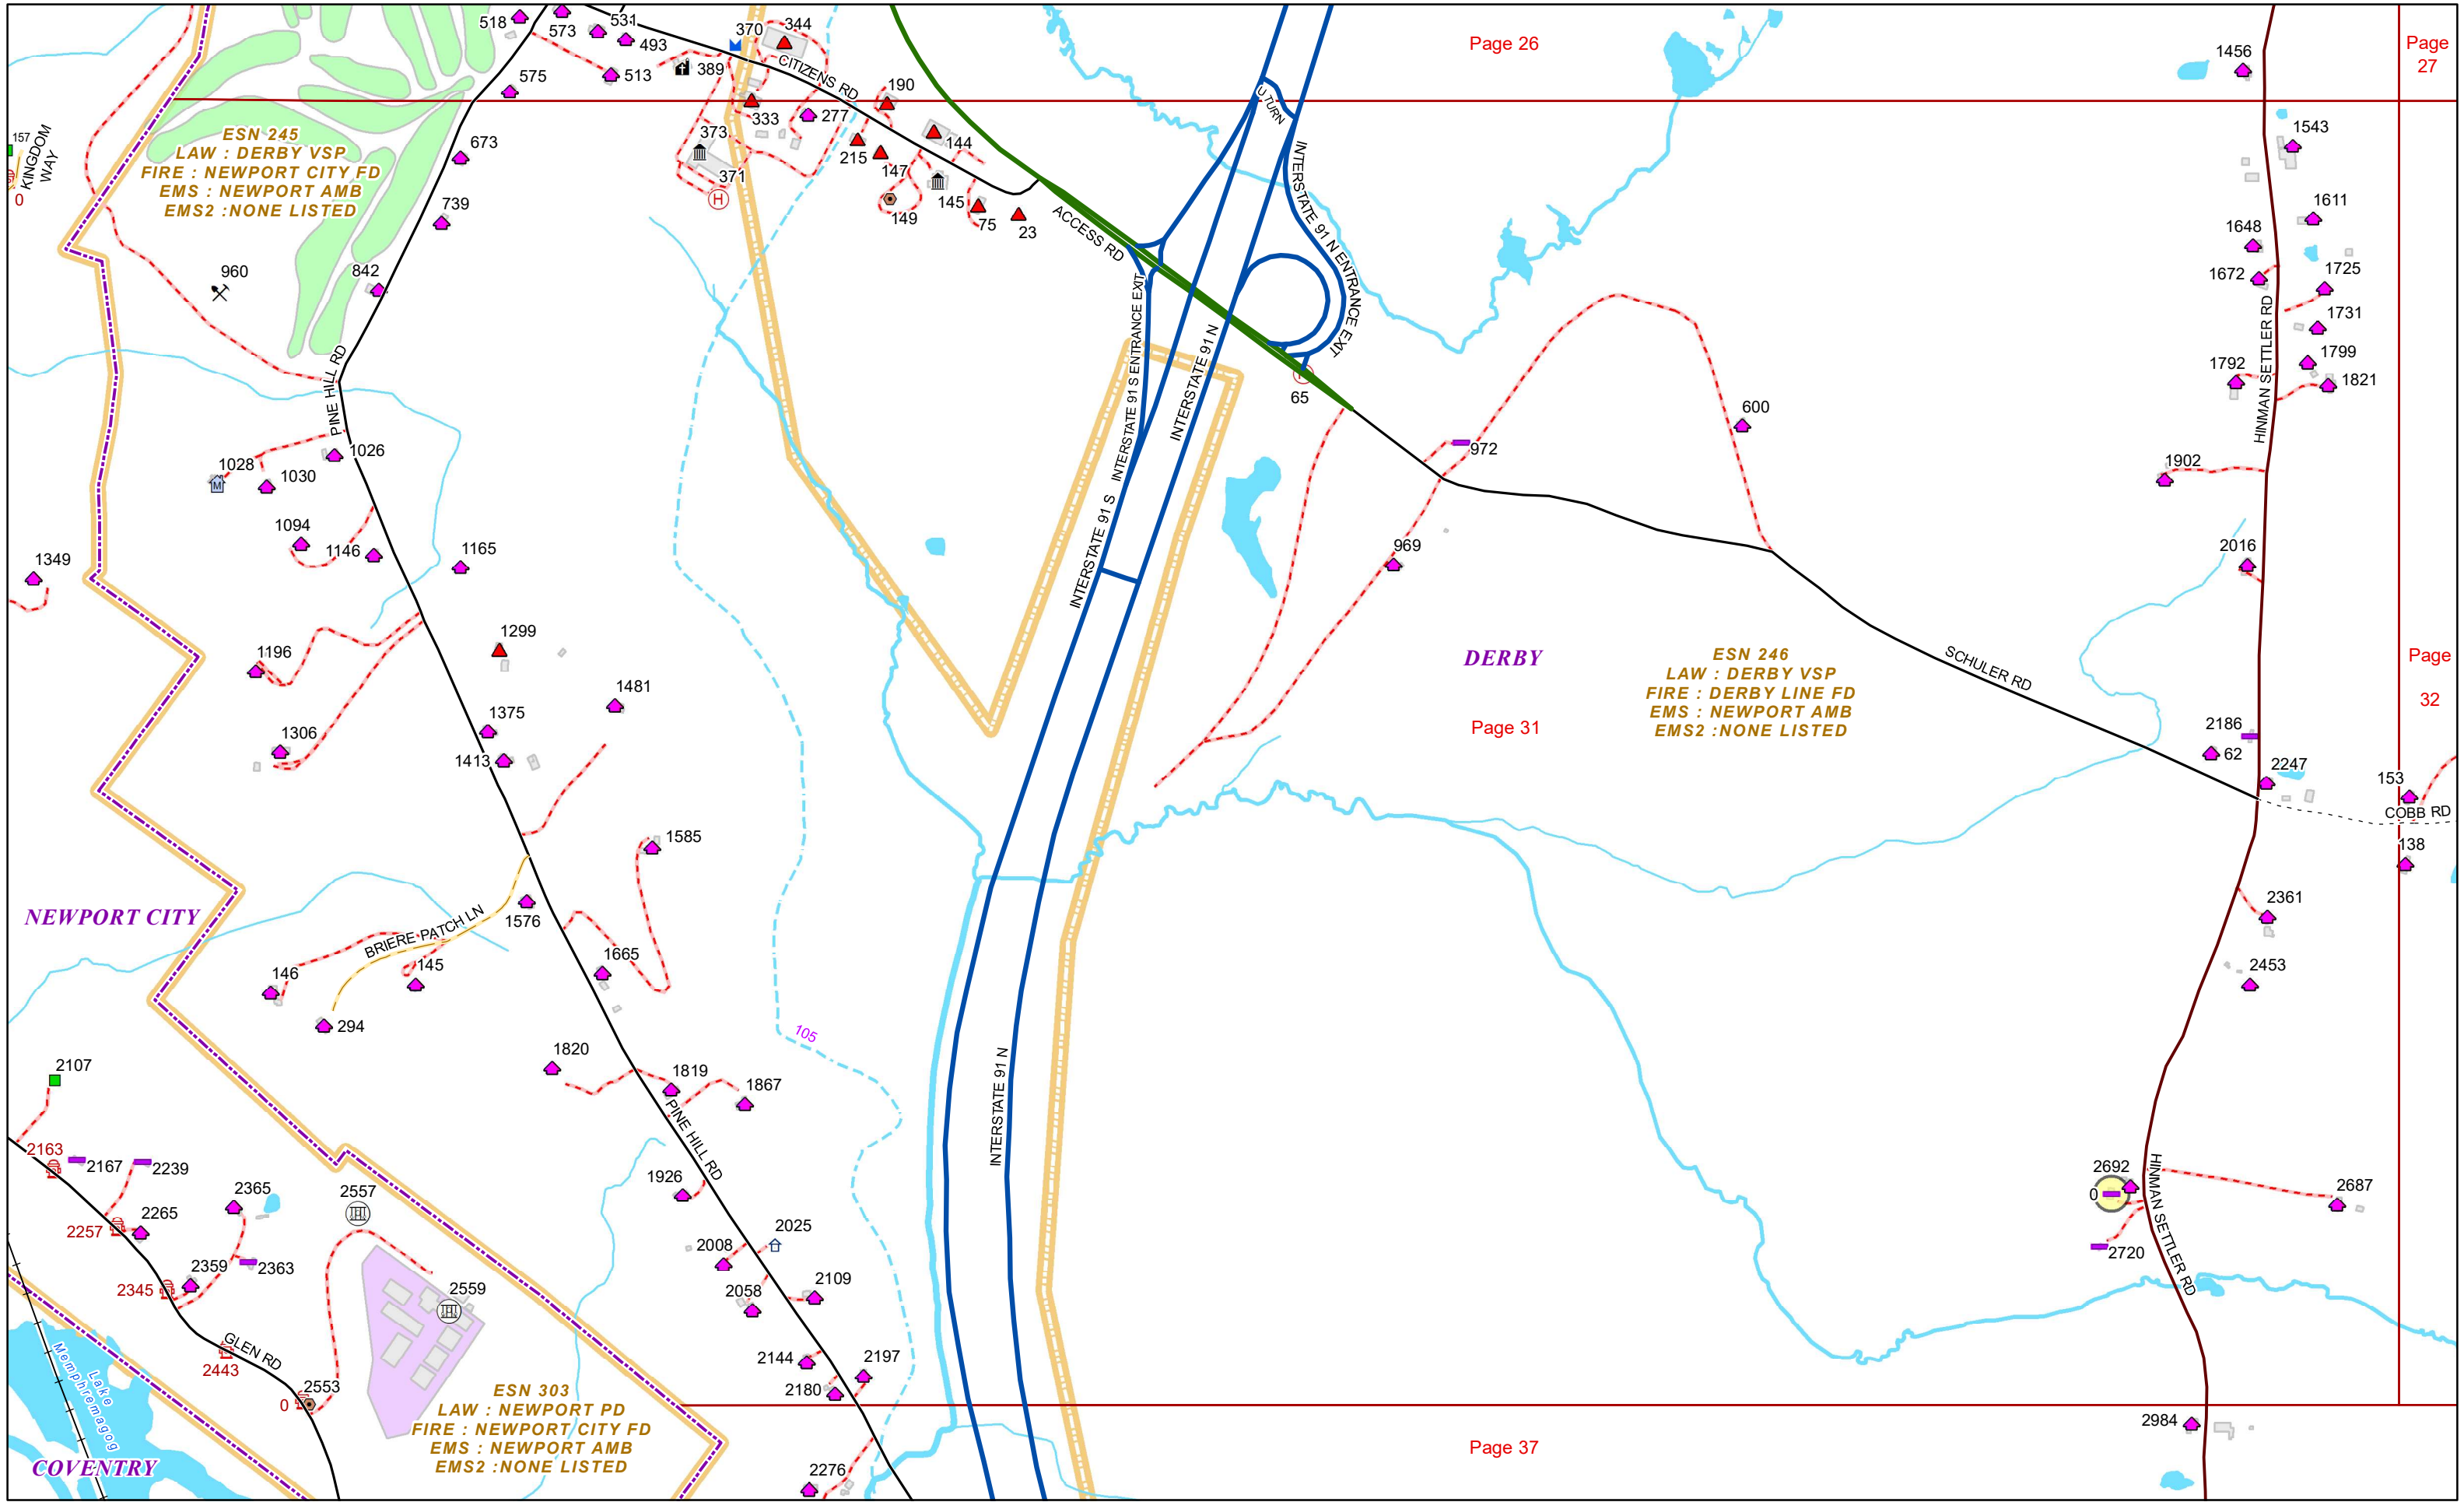 518
573
531
493
370
344
Page 26
1456
Page
27
575
513
389
CITIZENS RD
190
U TURN
157
KINGDOM
WAY
0
ESN 245
LAW : DERBY VSP
FIRE : NEWPORT CITY FD
EMS : NEWPORT AMB
EMS2 :NONE LISTED
673
373
333
277
371
H
215
147
144
149
145
75
23
1543
739
1611
1648
960
842
ACCESS RD
INTERSTATE 91 N ENTRANCE EXIT
1672
1725
1731
HINMAN SETTLER RD
1799
1792
1821
PINE HILL RD
INTERSTATE 91 S ENTRANCE EXIT
INTERSTATE 91 N
65
600
972
1026
1028
M
1030
1902
1094
1146
1165
INTERSTATE 91 S
969
2016
1349
1299
1196
DERBY
ESN 246
LAW : DERBY VSP
FIRE : DERBY LINE FD
EMS : NEWPORT AMB
EMS2 :NONE LISTED
SCHULER RD
Page
32
1481
1375
1306
1413
Page 31
2186
62
2247
153
COBB RD
138
1585
NEWPORT CITY
1576
BRIERE PATCH LN
2361
146
145
1665
2453
294
105
2107
1820
1819
1867
PINE HILL RD
INTERSTATE 91 N
2163
2167
2239
2365
2557
1926
2692
0
HINMAN SETTLER RD
2687
2257
2265
2025
2008
2720
2359
2363
2345
2559
2058
2109
GLEN RD
2443
2144
2197
2180
2553
0
Lake
Memphremagog
ESN 303
LAW : NEWPORT PD
FIRE : NEWPORT CITY FD
EMS : NEWPORT AMB
EMS2 :NONE LISTED
2984
Page 37
COVENTRY
2276